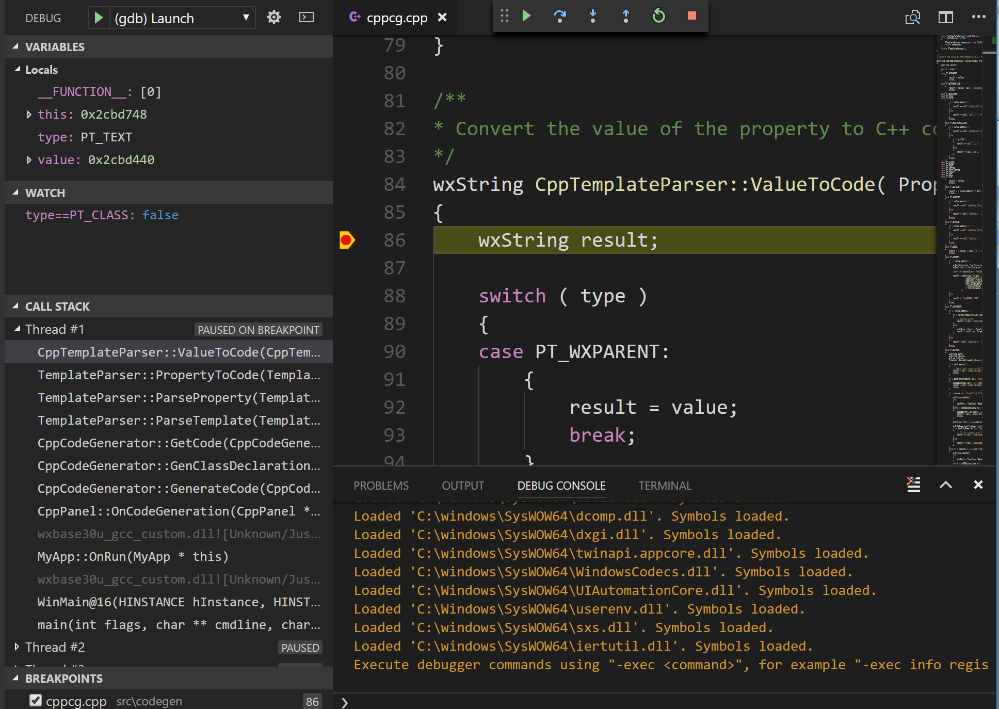 DEBUG
(gdb) Launch
VARIABLES
Locals
__FUNCTION__: [0]
this: 0x2cbd748
type: PT_TEXT
value: 0x2cbd440
WATCH
type==PT_CLASS: false
CALL STACK
Thread #1 PAUSED ON BREAKPOINT
CppTemplateParser::ValueToCode(CppTem...
TemplateParser::PropertyToCode(Templa...
TemplateParser::ParseProperty(Templat...
TemplateParser::ParseTemplate(Templat...
CppCodeGenerator::GetCode(CppCodeGene...
CppCodeGenerator::GenClassDeclaration...
CppCodeGenerator::GenerateCode(CppCod...
CppPanel::OnCodeGeneration(CppPanel *...
wxbase30u_gcc_custom.dll![Unknown/Jus...
MyApp::OnRun(MyApp * this)
wxbase30u_gcc_custom.dll![Unknown/Jus...
WinMain@16(HINSTANCE hInstance, HINST...
main(int flags, char ** cmdline, char...
Thread #2 PAUSED
BREAKPOINTS
cppcg.cpp src\codegen 86
cppcg.cpp
79 }
80
81 /**
82 * Convert the value of the property to C++ co
83 */
84 wxString CppTemplateParser::ValueToCode( Prop
85 {
86 wxString result;
87
88 switch ( type )
89 {
90 case PT_WXPARENT:
91 {
92 result = value;
93 break;
94 }
PROBLEMS OUTPUT DEBUG CONSOLE TERMINAL
Loaded 'C:\windows\SysWOW64\dcomp.dll'. Symbols loaded.
Loaded 'C:\windows\SysWOW64\dxgi.dll'. Symbols loaded.
Loaded 'C:\Windows\SysWOW64\twinapi.appcore.dll'. Symbols loaded.
Loaded 'C:\Windows\SysWOW64\WindowsCodecs.dll'. Symbols loaded.
Loaded 'C:\Windows\SysWOW64\UIAutomationCore.dll'. Symbols loaded.
Loaded 'C:\Windows\SysWOW64\userenv.dll'. Symbols loaded.
Loaded 'C:\Windows\SysWOW64\sxs.dll'. Symbols loaded.
Loaded 'C:\windows\SysWOW64\iertutil.dll'. Symbols loaded.
Execute debugger commands using "-exec <command>", for example "-exec info regis